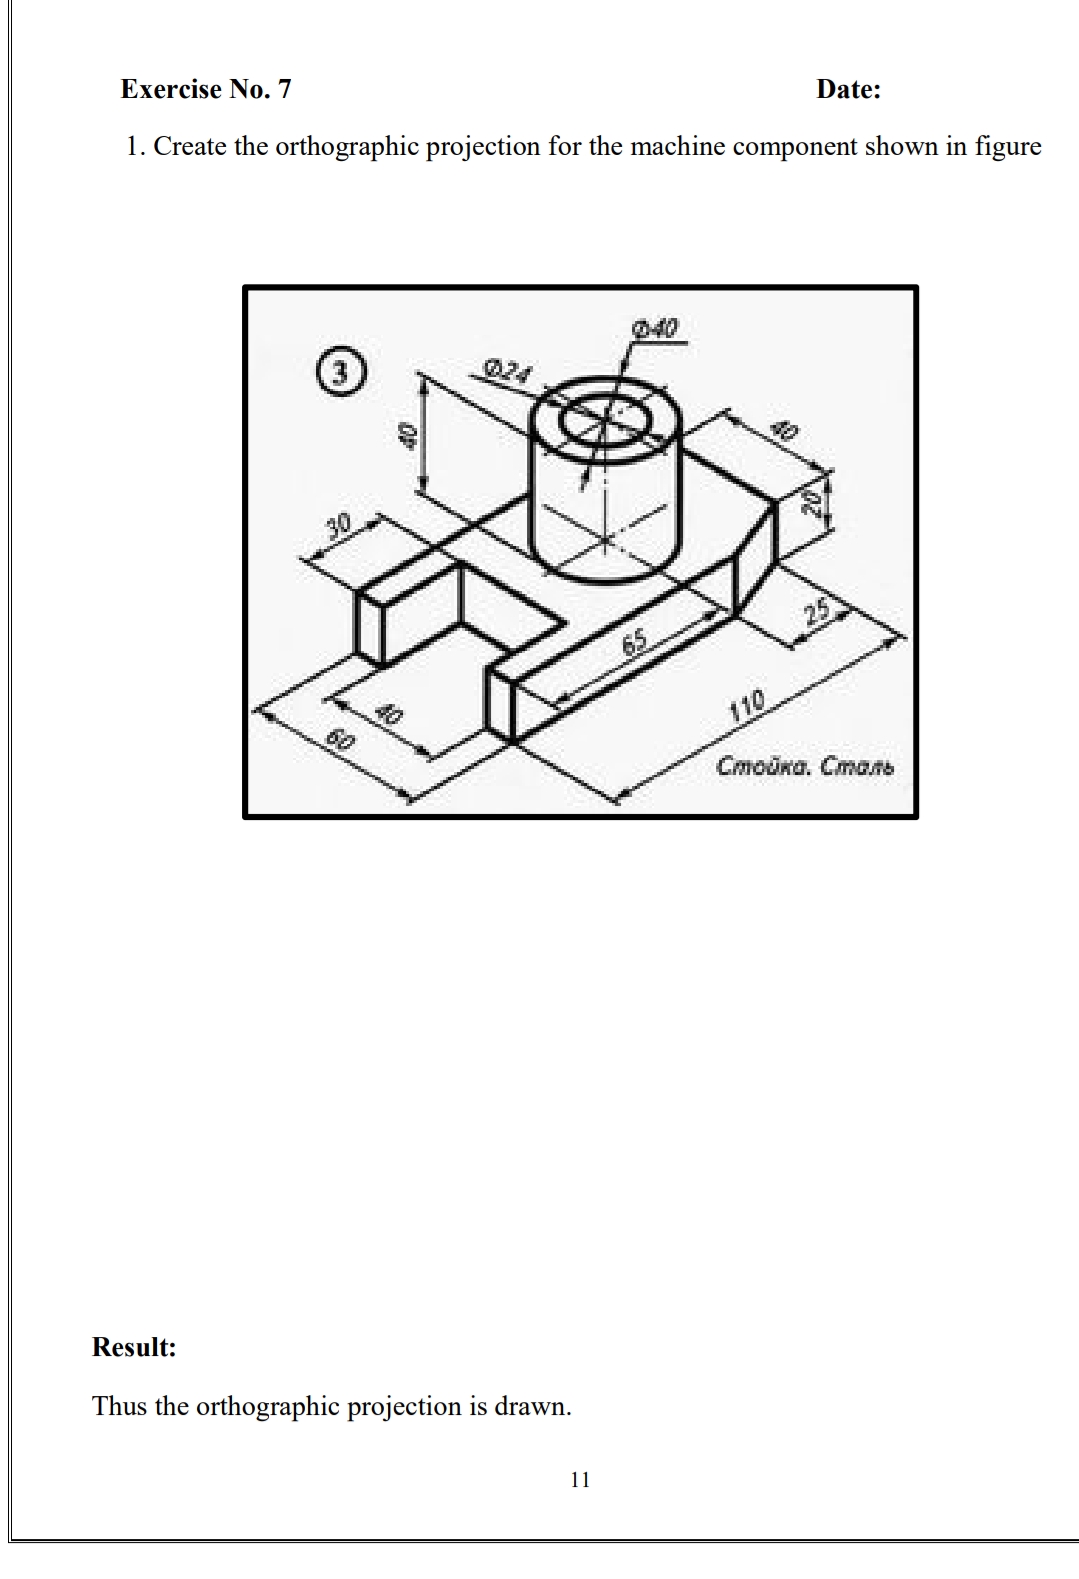 Exercise No. 7 Date:
1. Create the orthographic projection for the machine component shown in figure
Ф40
3
Ф24
40
40
20
30
25
65
110
40
60
Стойка. Сталь
Result:
Thus the orthographic projection is drawn.
11